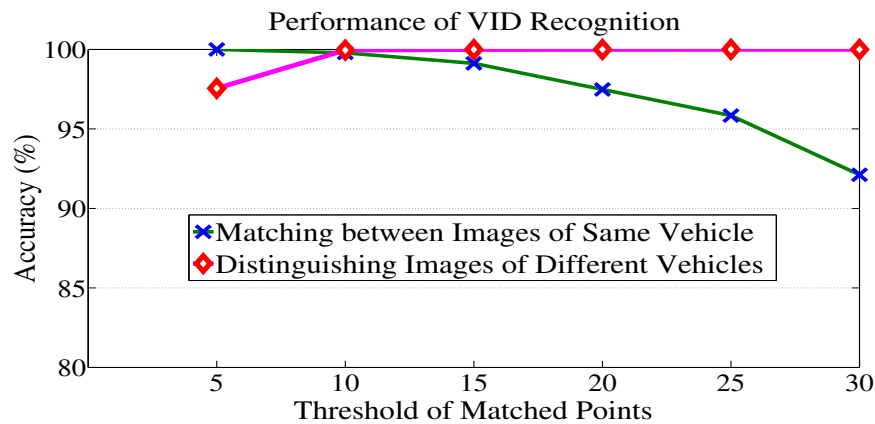 Performance of VID Recognition
100
95
90
85
80
Accuracy (%)
Matching between Images of Same Vehicle
Distinguishing Images of Different Vehicles
5 10 15 20 25 30
Threshold of Matched Points